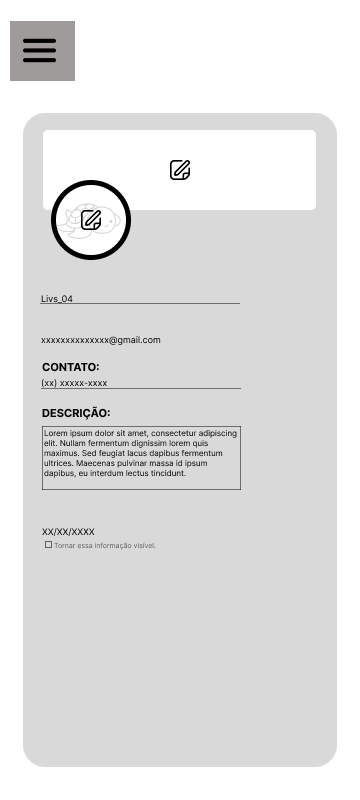 Livs_04
xxxxxxxxxxxxxx@gmail.com
CONTATO:
(xx) xxxxx-xxxx
DESCRIÇÃO:
Lorem ipsum dolor sit amet, consectetur adipiscing
elit. Nullam fermentum dignissim lorem quis
maximus. Sed feugiat lacus dapibus fermentum
ultrices. Maecenas pulvinar massa id ipsum
dapibus, eu interdum lectus tincidunt.
XX/XX/XXXX
Tornar essa informação visível.